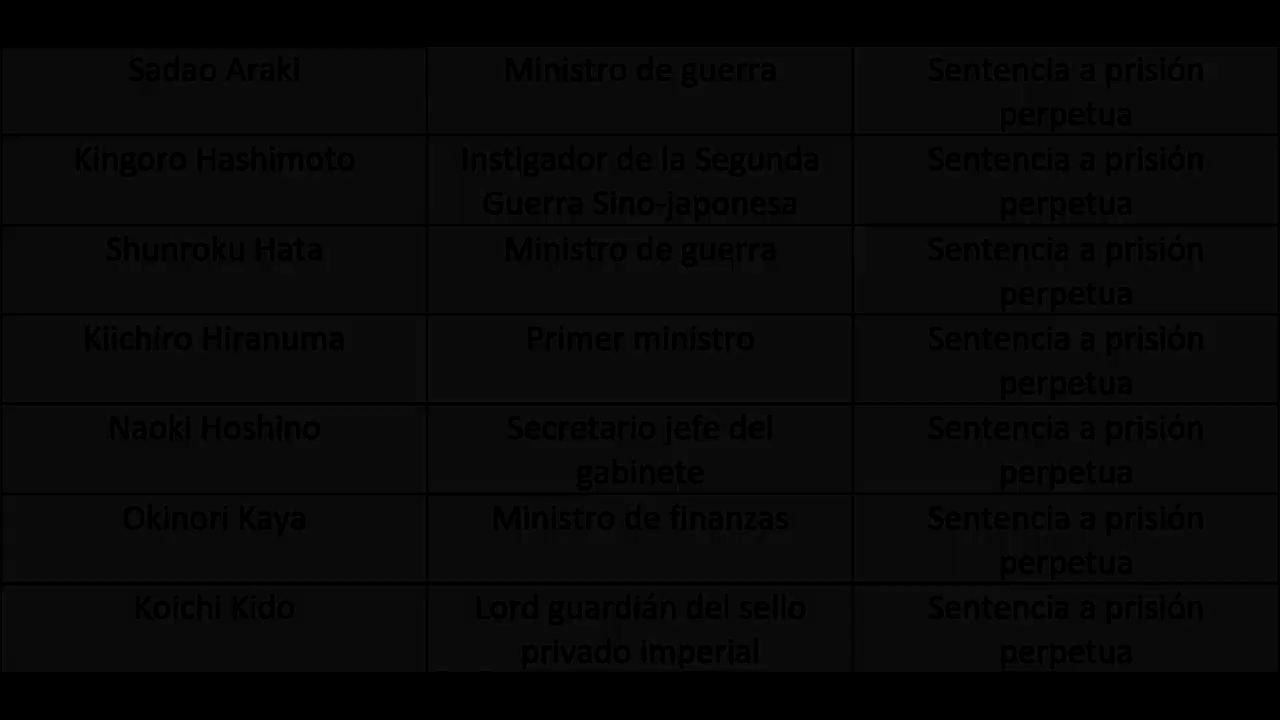 Sadao Araki
Ministro de guerra
Sentencia a prisión
perpetua
Kingoro Hashimoto
Instigador de la Segunda
Guerra Sino-japonesa
Sentencia a prisión
perpetua
Shunroku Hata
Ministro de guerra
Sentencia a prisión
perpetua
Kiichiro Hiranuma
Primer ministro
Sentencia a prisión
perpetua
Naoki Hoshino
Secretario jefe del
gabinete
Sentencia a prisión
perpetua
Okinori Kaya
Ministro de finanzas
Sentencia a prisión
perpetua
Koichi Kido
Lord guardián del sello
privado imperial
Sentencia a prisión
perpetua